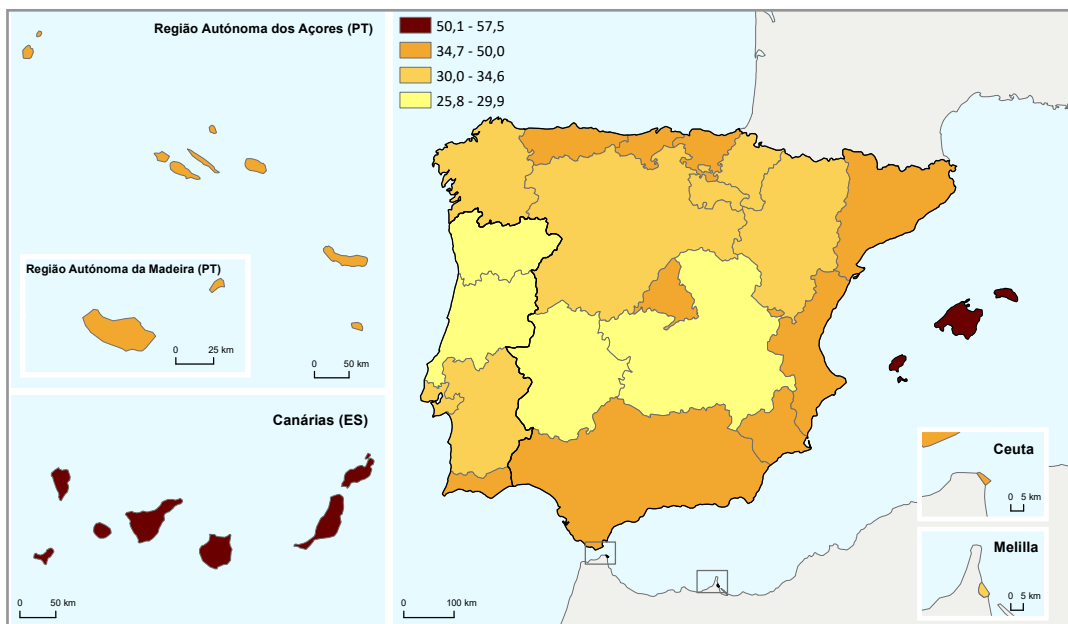 Região Autónoma dos Açores (PT)
Região Autónoma da Madeira (PT)
0 25 km
0 50 km
Canárias (ES)
0 50 km
50,1 - 57,5
34,7 - 50,0
30,0 - 34,6
25,8 - 29,9
0 100 km
Ceuta
0 5 km
Melilla
0 5 km